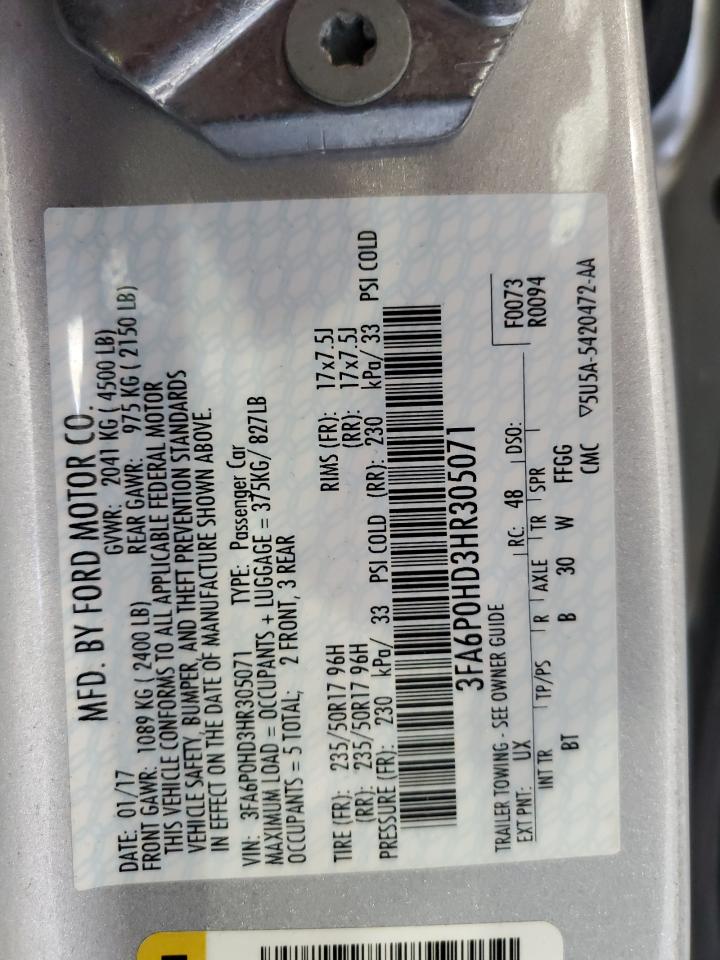 MFD. BY FORD MOTOR CO.
DATE: 01/17 GVWR: 2041 KG ( 4500 LB)
FRONT GAWR: 1089 KG ( 2400 LB) REAR GAWR: 975 KG ( 2150 LB)
THIS VEHICLE CONFORMS TO ALL APPLICABLE FEDERAL MOTOR
VEHICLE SAFETY, BUMPER, AND THEFT PREVENTION STANDARDS
IN EFFECT ON THE DATE OF MANUFACTURE SHOWN ABOVE.
VIN: 3FA6P0HD3HR305071 TYPE: Passenger Car
MAXIMUM LOAD = OCCUPANTS + LUGGAGE = 375KG/ 827LB
OCCUPANTS = 5 TOTAL; 2 FRONT, 3 REAR
TIRE (FR): 235/50R17 96H RIMS (FR): 17x7.5J
(RR): 235/50R17 96H (RR): 17x7.5J
PRESSURE (FR): 230 kPa/ 33 PSI COLD (RR): 230 kPa/ 33 PSI COLD
3FA6P0HD3HR305071
TRAILER TOWING - SEE OWNER GUIDE F0073
EXT PNT: UX RC: 48 DSO: R0094
INT TR TP/PS R AXLE TR SPR
BT B 30 W FFGG
CMC ▽5U5A-5420472-AA